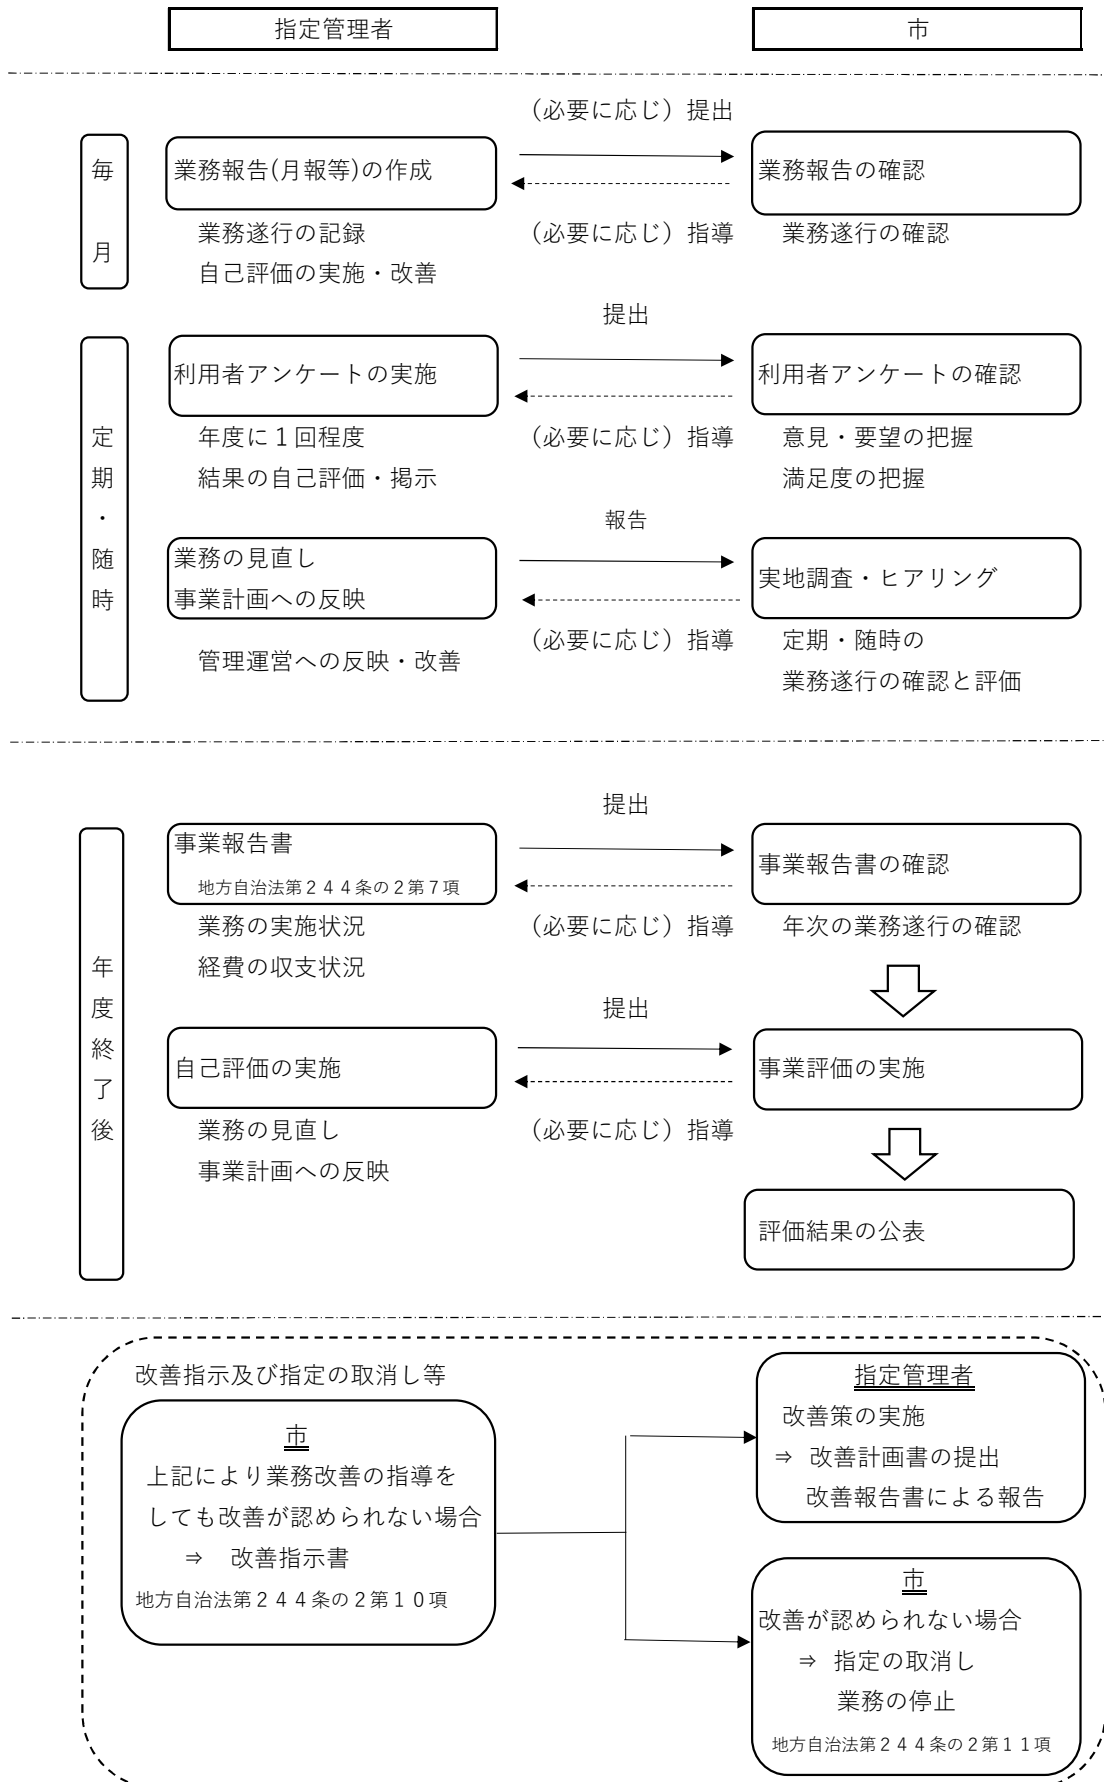 指定管理者
市
（必要に応じ）提出
毎月
業務報告(月報等)の作成
業務報告の確認
業務遂行の記録
（必要に応じ）指導
業務遂行の確認
自己評価の実施・改善
提出
定期・随時
利用者アンケートの実施
利用者アンケートの確認
年度に１回程度
（必要に応じ）指導
意見・要望の把握
結果の自己評価・掲示
満足度の把握
報告
業務の見直し
事業計画への反映
実地調査・ヒアリング
（必要に応じ）指導
定期・随時の
管理運営への反映・改善
業務遂行の確認と評価
提出
年度終了後
事業報告書
地方自治法第２４４条の２第７項
事業報告書の確認
業務の実施状況
（必要に応じ）指導
年次の業務遂行の確認
経費の収支状況
提出
自己評価の実施
事業評価の実施
業務の見直し
（必要に応じ）指導
事業計画への反映
評価結果の公表
改善指示及び指定の取消し等
市
上記により業務改善の指導を
しても改善が認められない場合
⇒　改善指示書
地方自治法第２４４条の２第１０項
指定管理者
改善策の実施
⇒ 改善計画書の提出
改善報告書による報告
市
改善が認められない場合
⇒ 指定の取消し
業務の停止
地方自治法第２４４条の２第１１項